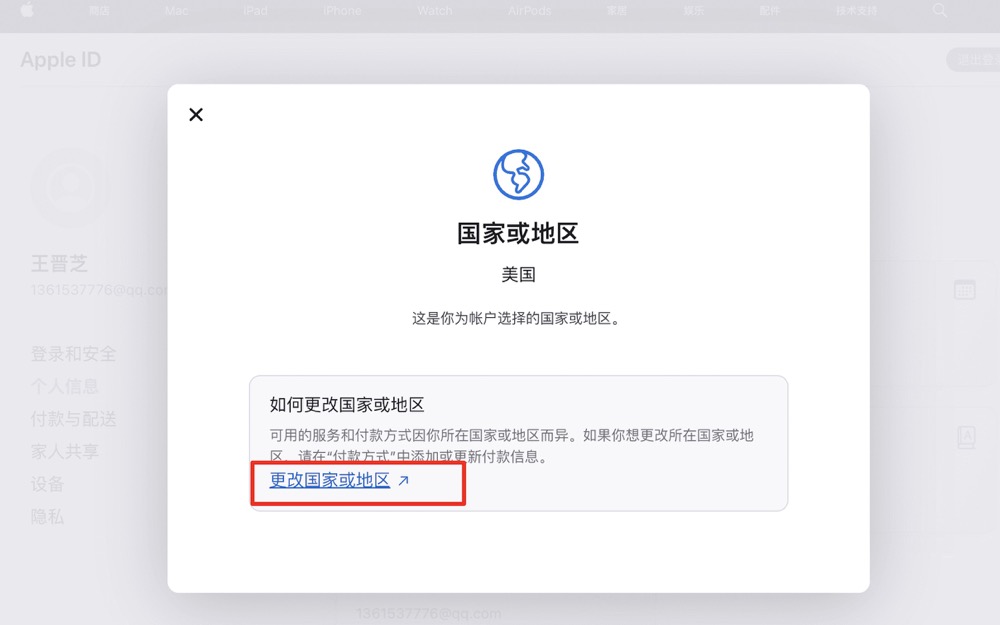 商店 Mac iPad iPhone Watch AirPods 家居 娱乐 配件 技术支持
Apple ID
国家或地区
美国
这是你为帐户选择的国家或地区。
如何更改国家或地区
可用的服务和付款方式因你所在国家或地区而异。如果你想更改所在国家或地
区，请在“付款方式”中添加或更新付款信息。
更改国家或地区
王晋芝
1361537776@qq.com
登录和安全
个人信息
付款与配送
家人共享
设备
隐私
1361537776@qq.com